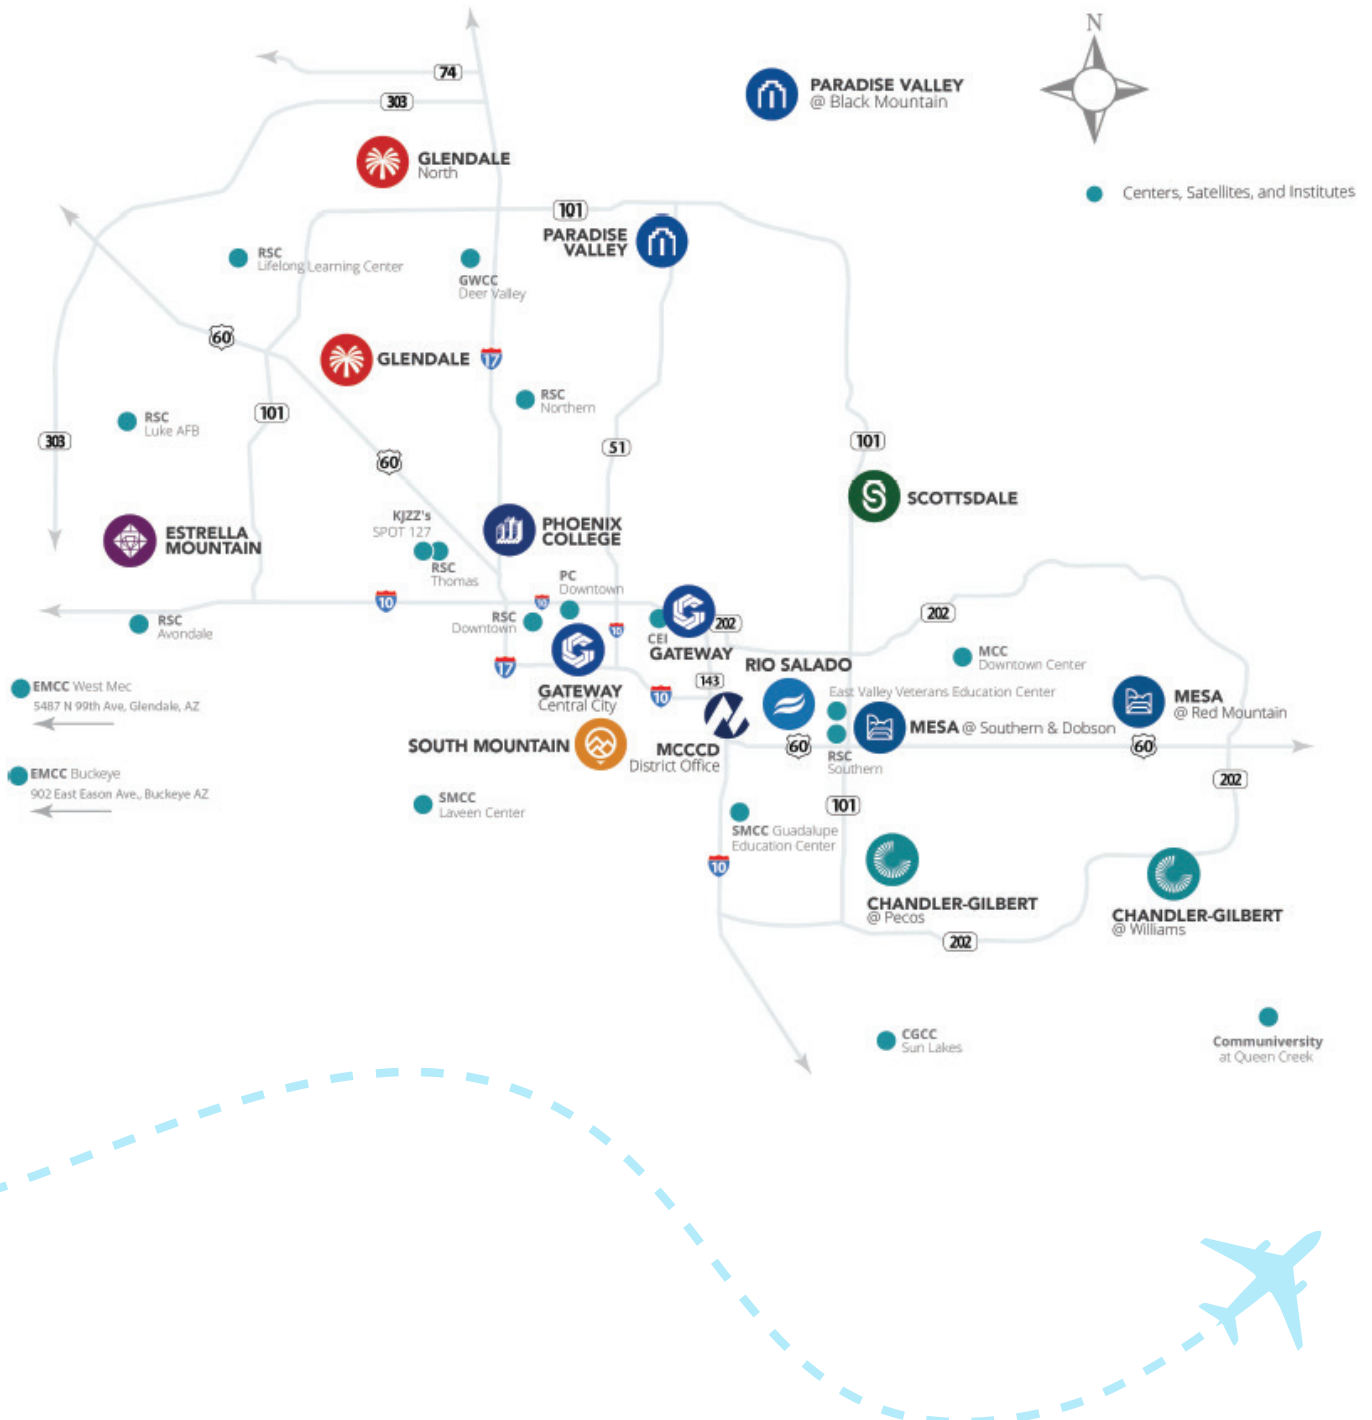 N
74
PARADISE VALLEY
@ Black Mountain
303
GLENDALE
North
Centers, Satellites, and Institutes
101
PARADISE
VALLEY
RSC
Lifelong Learning Center
GWCC
Deer Valley
60
GLENDALE
17
RSC
Northern
101
RSC
Luke AFB
303
51
101
60
SCOTTSDALE
KJZZ's
SPOT 127
PHOENIX
COLLEGE
ESTRELLA
MOUNTAIN
RSC
Thomas
PC
Downtown
10
10
202
RSC
Avondale
RSC
Downtown
10
CEI
202
GATEWAY
MCC
Downtown Center
RIO SALADO
17
143
EMCC West Mec
5487 N 99th Ave, Glendale, AZ
GATEWAY
Central City
10
East Valley Veterans Education Center
MESA
@ Red Mountain
MESA @ Southern & Dobson
SOUTH MOUNTAIN
MCCCD
District Office
60
60
RSC
Southern
EMCC Buckeye
902 East Eason Ave., Buckeye AZ
202
SMCC
Laveen Center
101
SMCC Guadalupe
Education Center
10
CHANDLER-GILBERT
@ Pecos
CHANDLER-GILBERT
@ Williams
202
CGCC
Sun Lakes
Communiversity
at Queen Creek